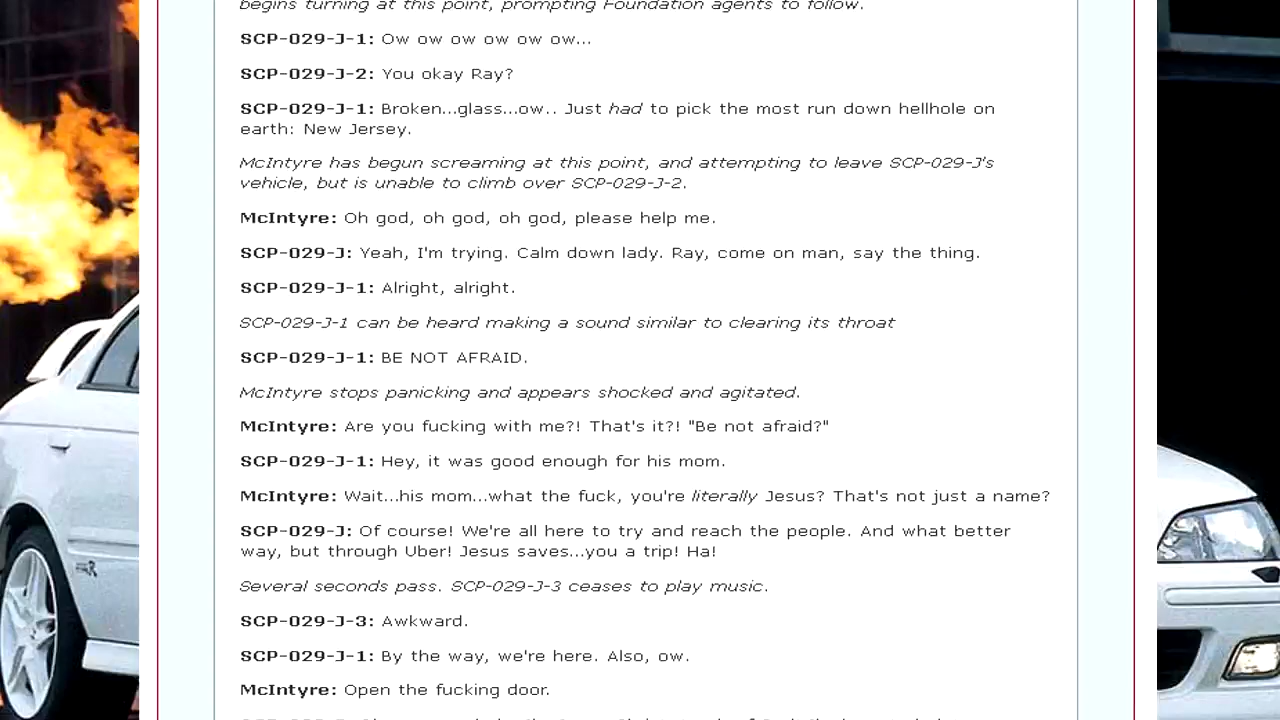 begins turning at this point, prompting Foundation agents to follow.
SCP-029-J-1: Ow ow ow ow ow ow...
SCP-029-J-2: You okay Ray?
SCP-029-J-1: Broken...glass...ow.. Just had to pick the most run down hellhole on
earth: New Jersey.
McIntyre has begun screaming at this point, and attempting to leave SCP-029-J's
vehicle, but is unable to climb over SCP-029-J-2.
McIntyre: Oh god, oh god, oh god, please help me.
SCP-029-J: Yeah, I'm trying. Calm down lady. Ray, come on man, say the thing.
SCP-029-J-1: Alright, alright.
SCP-029-J-1 can be heard making a sound similar to clearing its throat
SCP-029-J-1: BE NOT AFRAID.
McIntyre stops panicking and appears shocked and agitated.
McIntyre: Are you fucking with me?! That's it?! "Be not afraid?"
SCP-029-J-1: Hey, it was good enough for his mom.
McIntyre: Wait...his mom...what the fuck, you're literally Jesus? That's not just a name?
SCP-029-J: Of course! We're all here to try and reach the people. And what better
way, but through Uber! Jesus saves...you a trip! Ha!
Several seconds pass. SCP-029-J-3 ceases to play music.
SCP-029-J-3: Awkward.
SCP-029-J-1: By the way, we're here. Also, ow.
McIntyre: Open the fucking door.